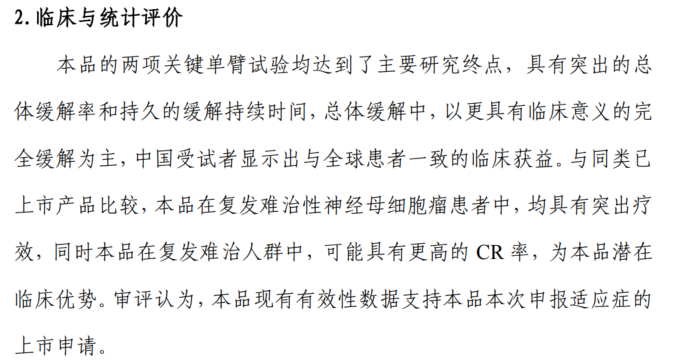 2.临床与统计评价
本品的两项关键单臂试验均达到了主要研究终点，具有突出的总
体缓解率和持久的缓解持续时间，总体缓解中，以更具有临床意义的完
全缓解为主，中国受试者显示出与全球患者一致的临床获益。与同类已
上市产品比较，本品在复发难治性神经母细胞瘤患者中，均具有突出疗
效，同时本品在复发难治人群中，可能具有更高的 CR 率，为本品潜在
临床优势。审评认为，本品现有有效性数据支持本品本次申报适应症的
上市申请。